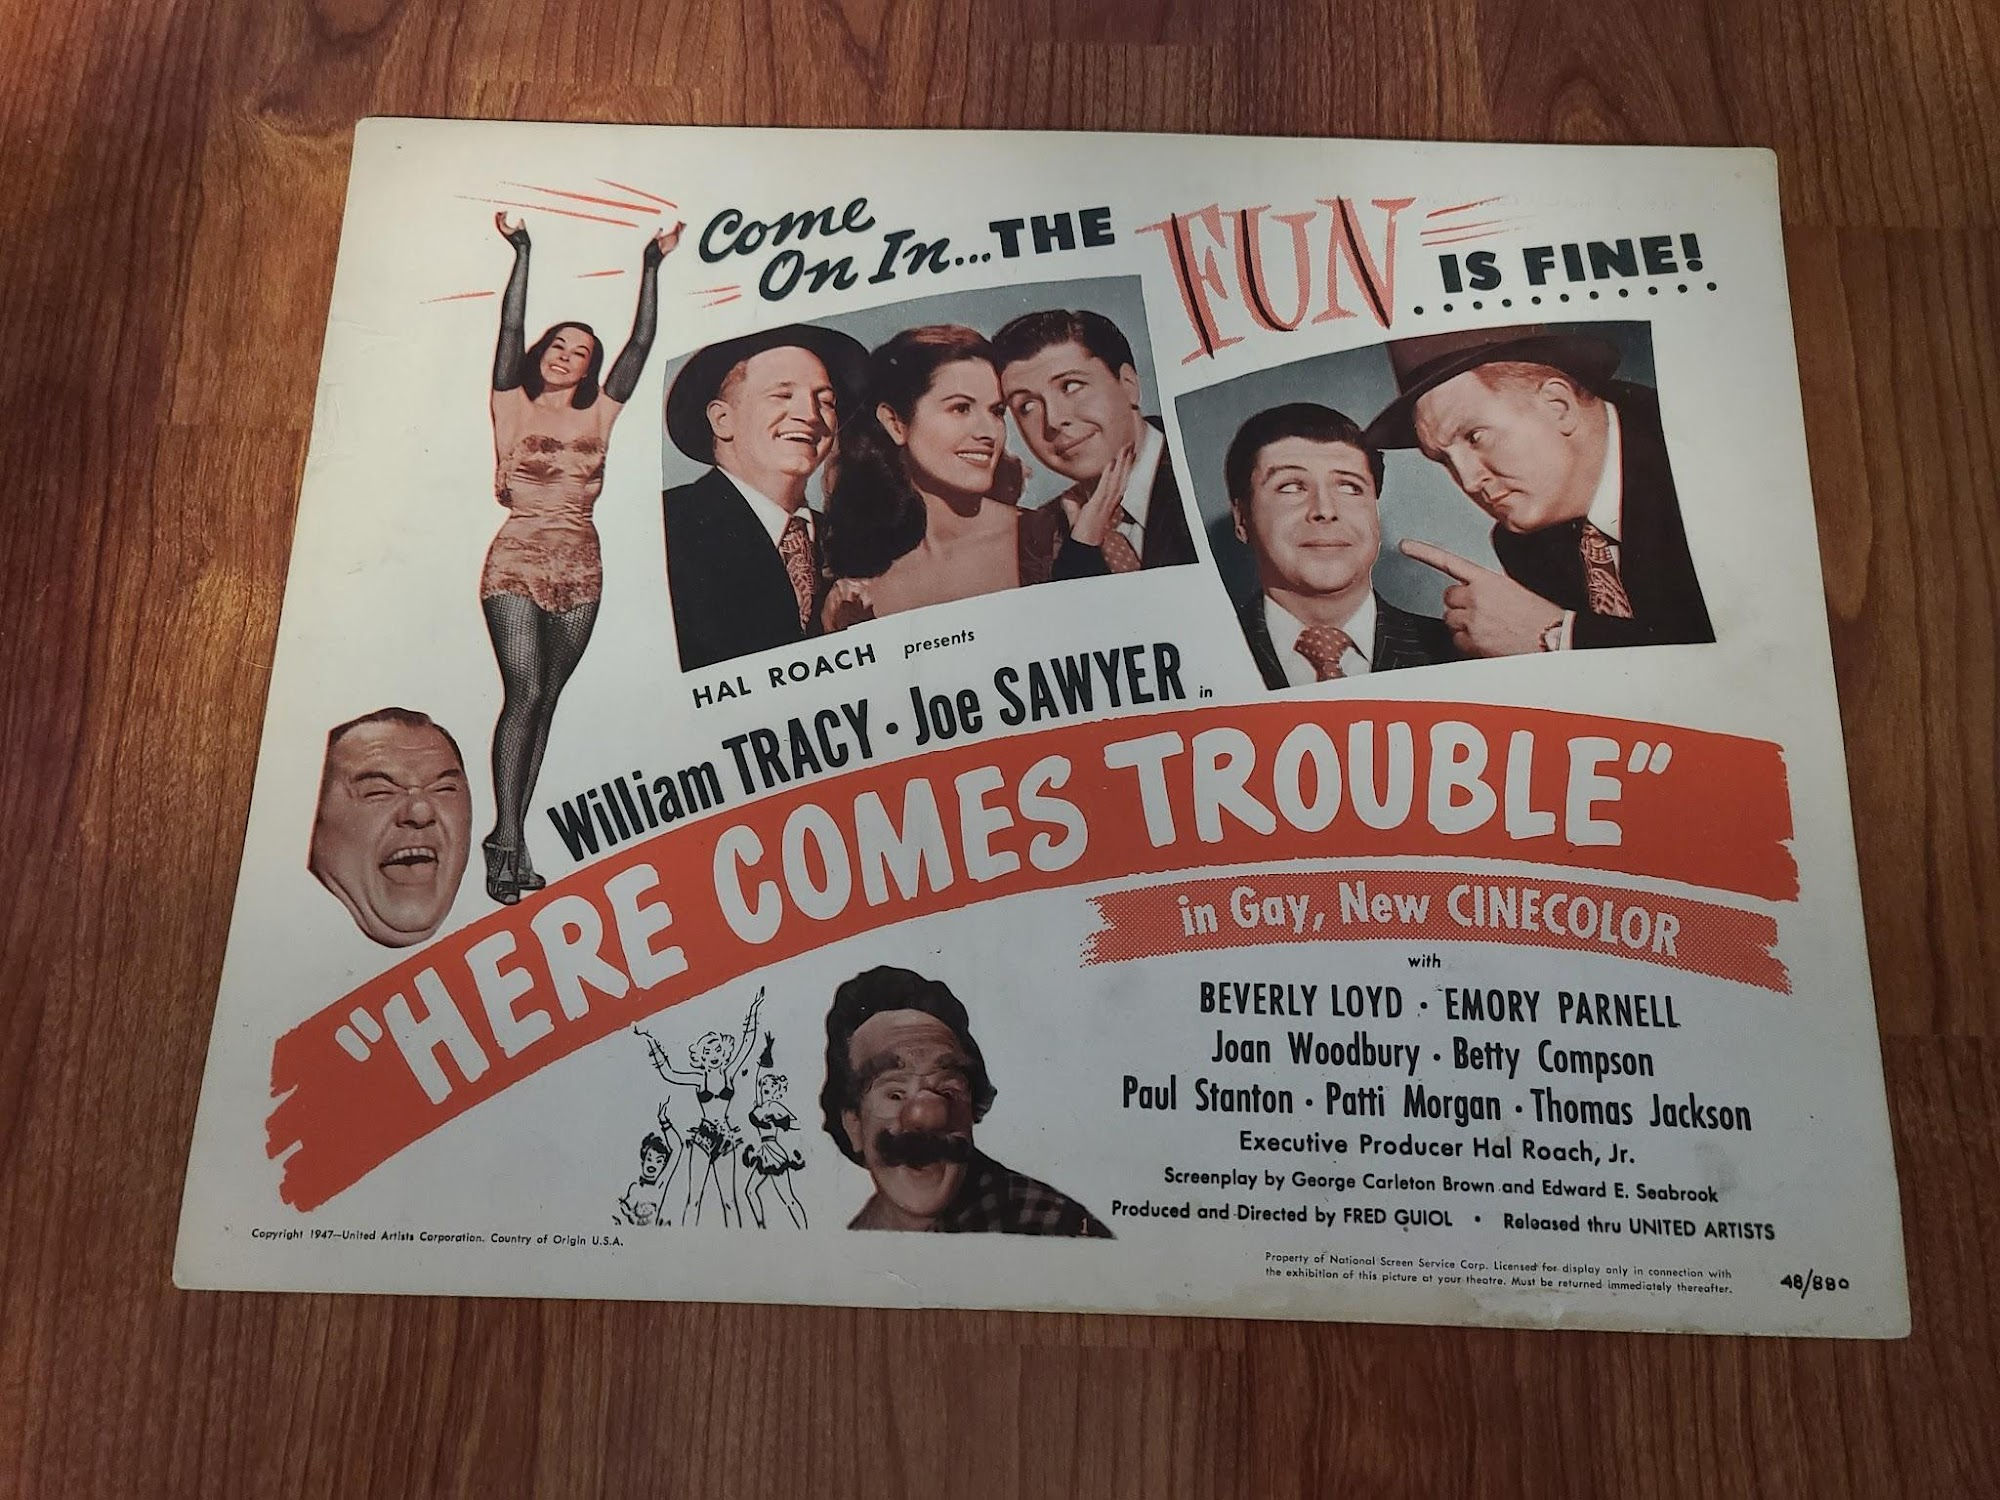 Come
On In...THE FUN IS FINE!
HAL ROACH presents
William TRACY · Joe SAWYER in
"HERE COMES TROUBLE"
in Gay, New CINECOLOR
with
BEVERLY LOYD · EMORY PARNELL
Joan Woodbury · Betty Compson
Paul Stanton · Patti Morgan · Thomas Jackson
Executive Producer Hal Roach, Jr.
Screenplay by George Carleton Brown and Edward E. Seabrook
Produced and Directed by FRED GUIOL • Released thru UNITED ARTISTS
1
Copyright 1947—United Artists Corporation. Country of Origin U.S.A.
Property of National Screen Service Corp. Licensed for display only in connection with
the exhibition of this picture at your theatre. Must be returned immediately thereafter.
48/880